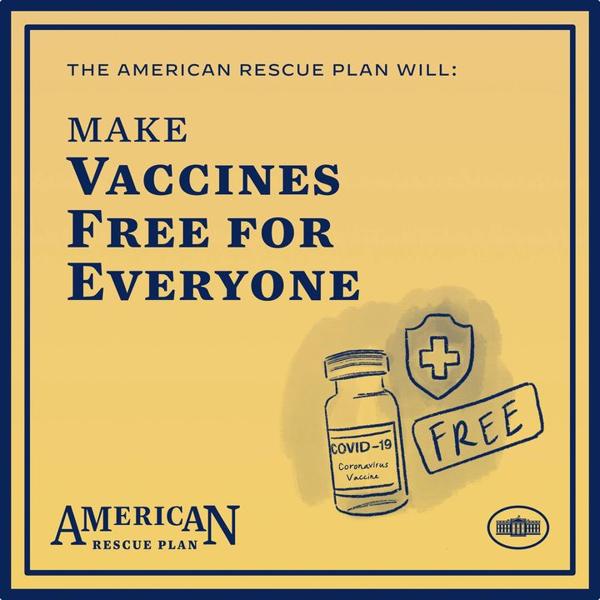 THE AMERICAN RESCUE PLAN WILL:
MAKE
VACCINES
FREE FOR
EVERYONE
COVID-19
Coronavirus
Vaccine
FREE
AMERICAN
RESCUE PLAN